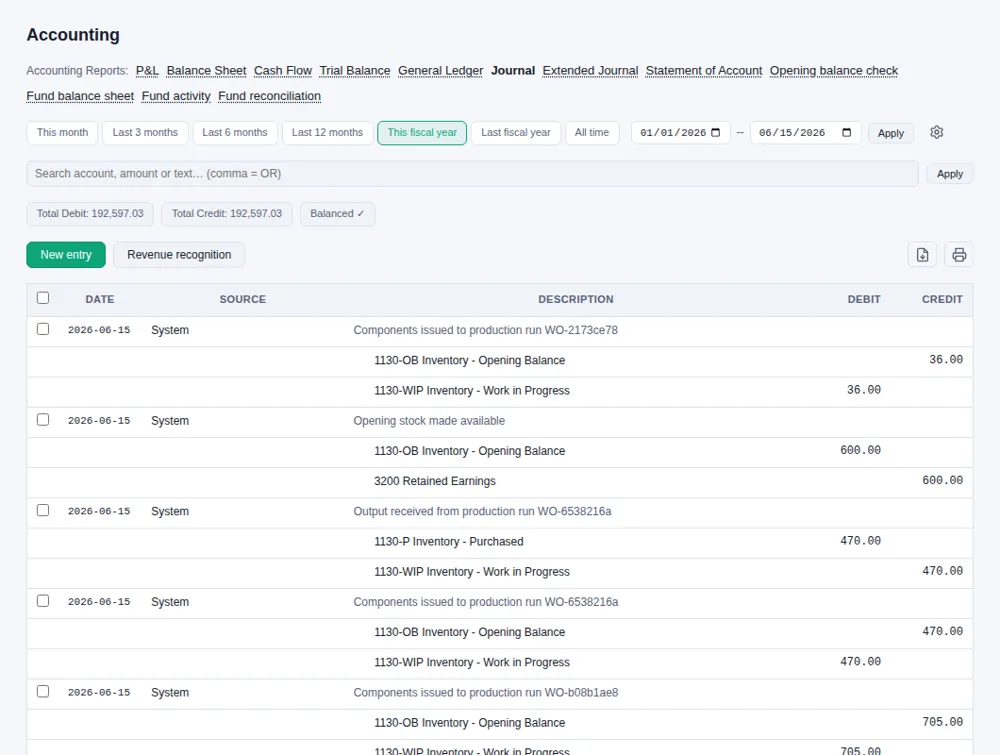 Accounting
Accounting Reports: P&L Balance Sheet Cash Flow Trial Balance General Ledger Journal Extended Journal Statement of Account Opening balance check
Fund balance sheet Fund activity Fund reconciliation
This month Last 3 months Last 6 months Last 12 months This fiscal year Last fiscal year All time 01/01/2026 – 06/15/2026 Apply
Search account, amount or text… (comma = OR) Apply
Total Debit: 192,597.03 Total Credit: 192,597.03 Balanced ✓
New entry Revenue recognition
DATE SOURCE DESCRIPTION DEBIT CREDIT
2026-06-15 System Components issued to production run WO-2173ce78
1130-OB Inventory - Opening Balance 36.00
1130-WIP Inventory - Work in Progress 36.00
2026-06-15 System Opening stock made available
1130-OB Inventory - Opening Balance 600.00
3200 Retained Earnings 600.00
2026-06-15 System Output received from production run WO-6538216a
1130-P Inventory - Purchased 470.00
1130-WIP Inventory - Work in Progress 470.00
2026-06-15 System Components issued to production run WO-6538216a
1130-OB Inventory - Opening Balance 470.00
1130-WIP Inventory - Work in Progress 470.00
2026-06-15 System Components issued to production run WO-b08b1ae8
1130-OB Inventory - Opening Balance 705.00
1130-WIP Inventory - Work in Progress 705.00